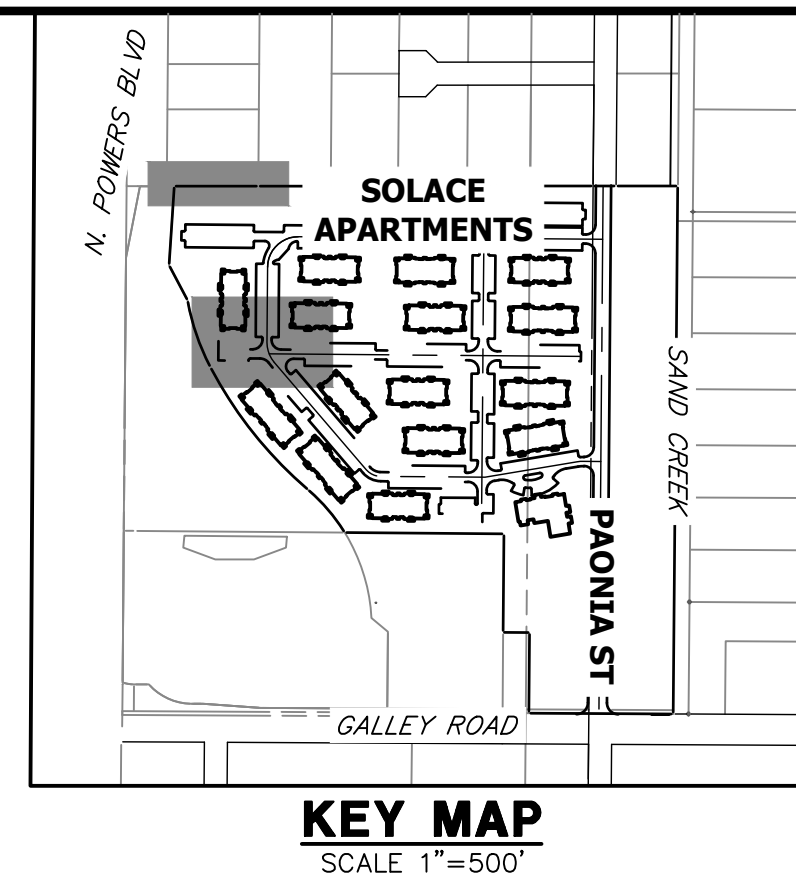 N. POWERS BLVD
SOLACE
APARTMENTS
SAND CREEK
PAONIA ST
GALLEY ROAD
KEY MAP
SCALE 1"=500'